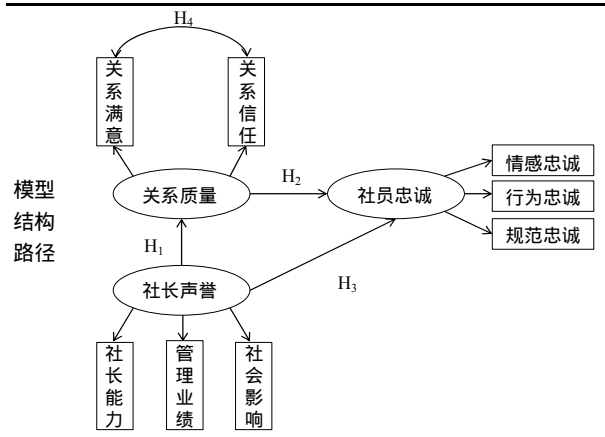 H₄
关系满意
关系信任
情感忠诚
模型
结构
路径
关系质量
H₂
社员忠诚
行为忠诚
规范忠诚
H₁
社长声誉
H₃
社长能力
管理业绩
社会影响